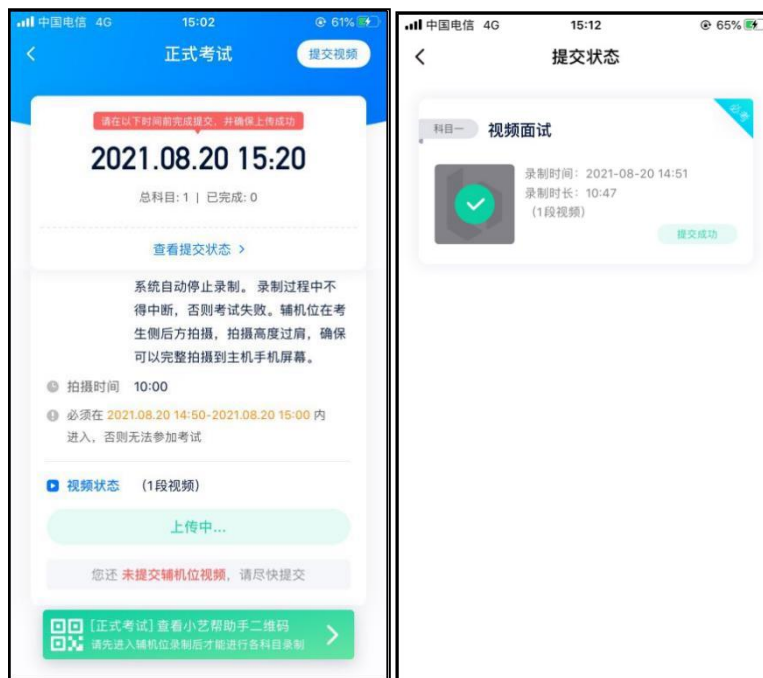 中国电信 4G 15:02 61%
正式考试 提交视频
请在以下时间前完成提交，并确保上传成功
2021.08.20 15:20
总科目: 1 | 已完成: 0
查看提交状态 >
系统自动停止录制。 录制过程中不
得中断，否则考试失败。辅机位在考
生侧后方拍摄，拍摄高度过肩，确保
可以完整拍摄到主机手机屏幕。
拍摄时间 10:00
必须在 2021.08.20 14:50-2021.08.20 15:00 内
进入，否则无法参加考试
视频状态 (1段视频)
上传中...
您还 未提交辅机位视频，请尽快提交
[正式考试] 查看小艺帮助手二维码
请先进入辅机位录制后才能进行各科目录制
中国电信 4G 15:12 65%
提交状态
必考
科目一 视频面试
录制时间: 2021-08-20 14:51
录制时长: 10:47
(1段视频)
提交成功